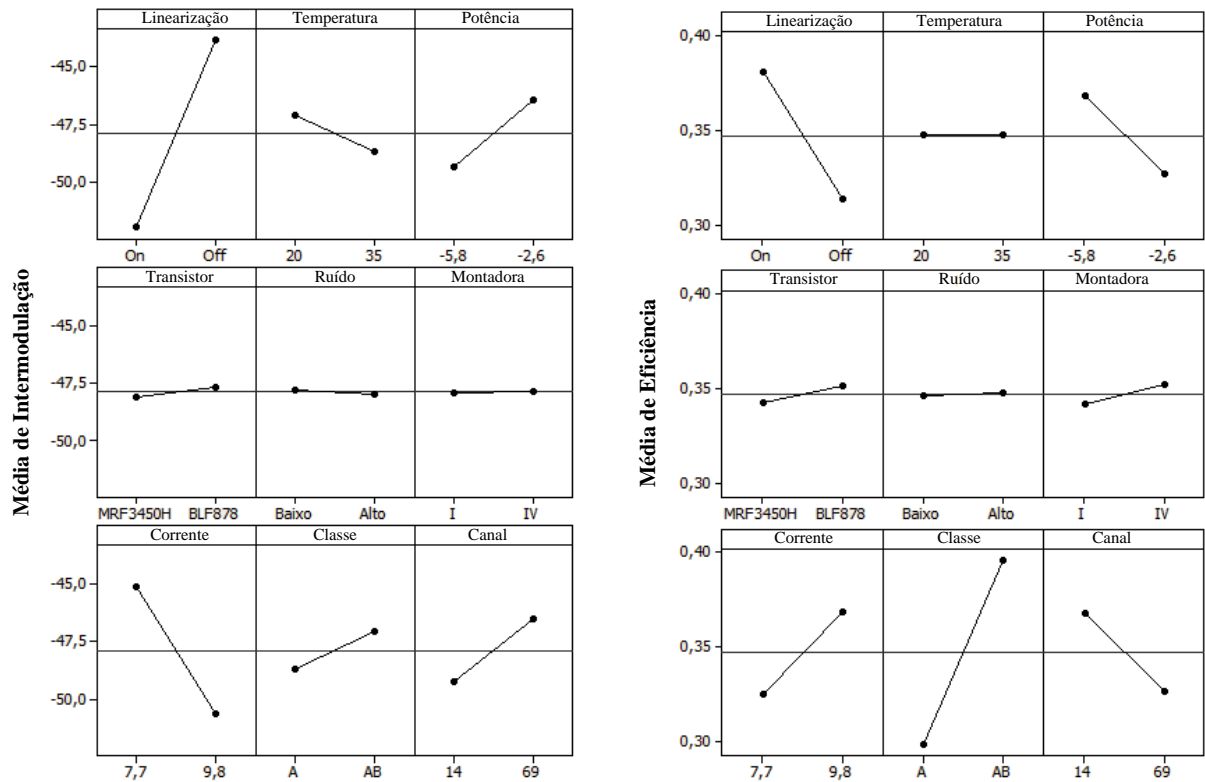 Média de Intermodulação
Linearização Temperatura Potência
-45,0
-47,5
-50,0
On Off 20 35 -5,8 -2,6
Transistor Ruído Montadora
-45,0
-47,5
-50,0
MRF3450H BLF878 Baixo Alto I IV
Corrente Classe Canal
-45,0
-47,5
-50,0
7,7 9,8 A AB 14 69
Média de Eficiência
Linearização Temperatura Potência
0,40
0,35
0,30
On Off 20 35 -5,8 -2,6
Transistor Ruído Montadora
0,40
0,35
0,30
MRF3450H BLF878 Baixo Alto I IV
Corrente Classe Canal
0,40
0,35
0,30
7,7 9,8 A AB 14 69